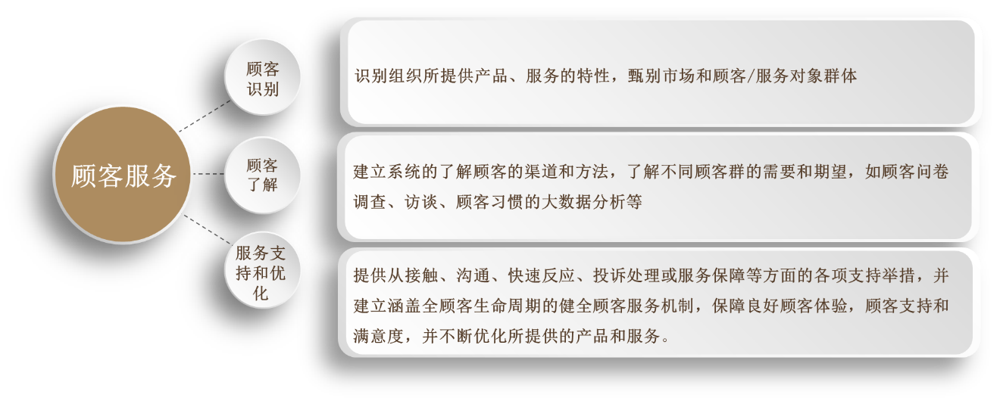 顾客服务
顾客
识别
识别组织所提供产品、服务的特性，甄别市场和顾客/服务对象群体
顾客
了解
建立系统的了解顾客的渠道和方法，了解不同顾客群的需要和期望，如顾客问卷
调查、访谈、顾客习惯的大数据分析等
服务支
持和优
化
提供从接触、沟通、快速反应、投诉处理或服务保障等方面的各项支持举措，并
建立涵盖全顾客生命周期的健全顾客服务机制，保障良好顾客体验，顾客支持和
满意度，并不断优化所提供的产品和服务。